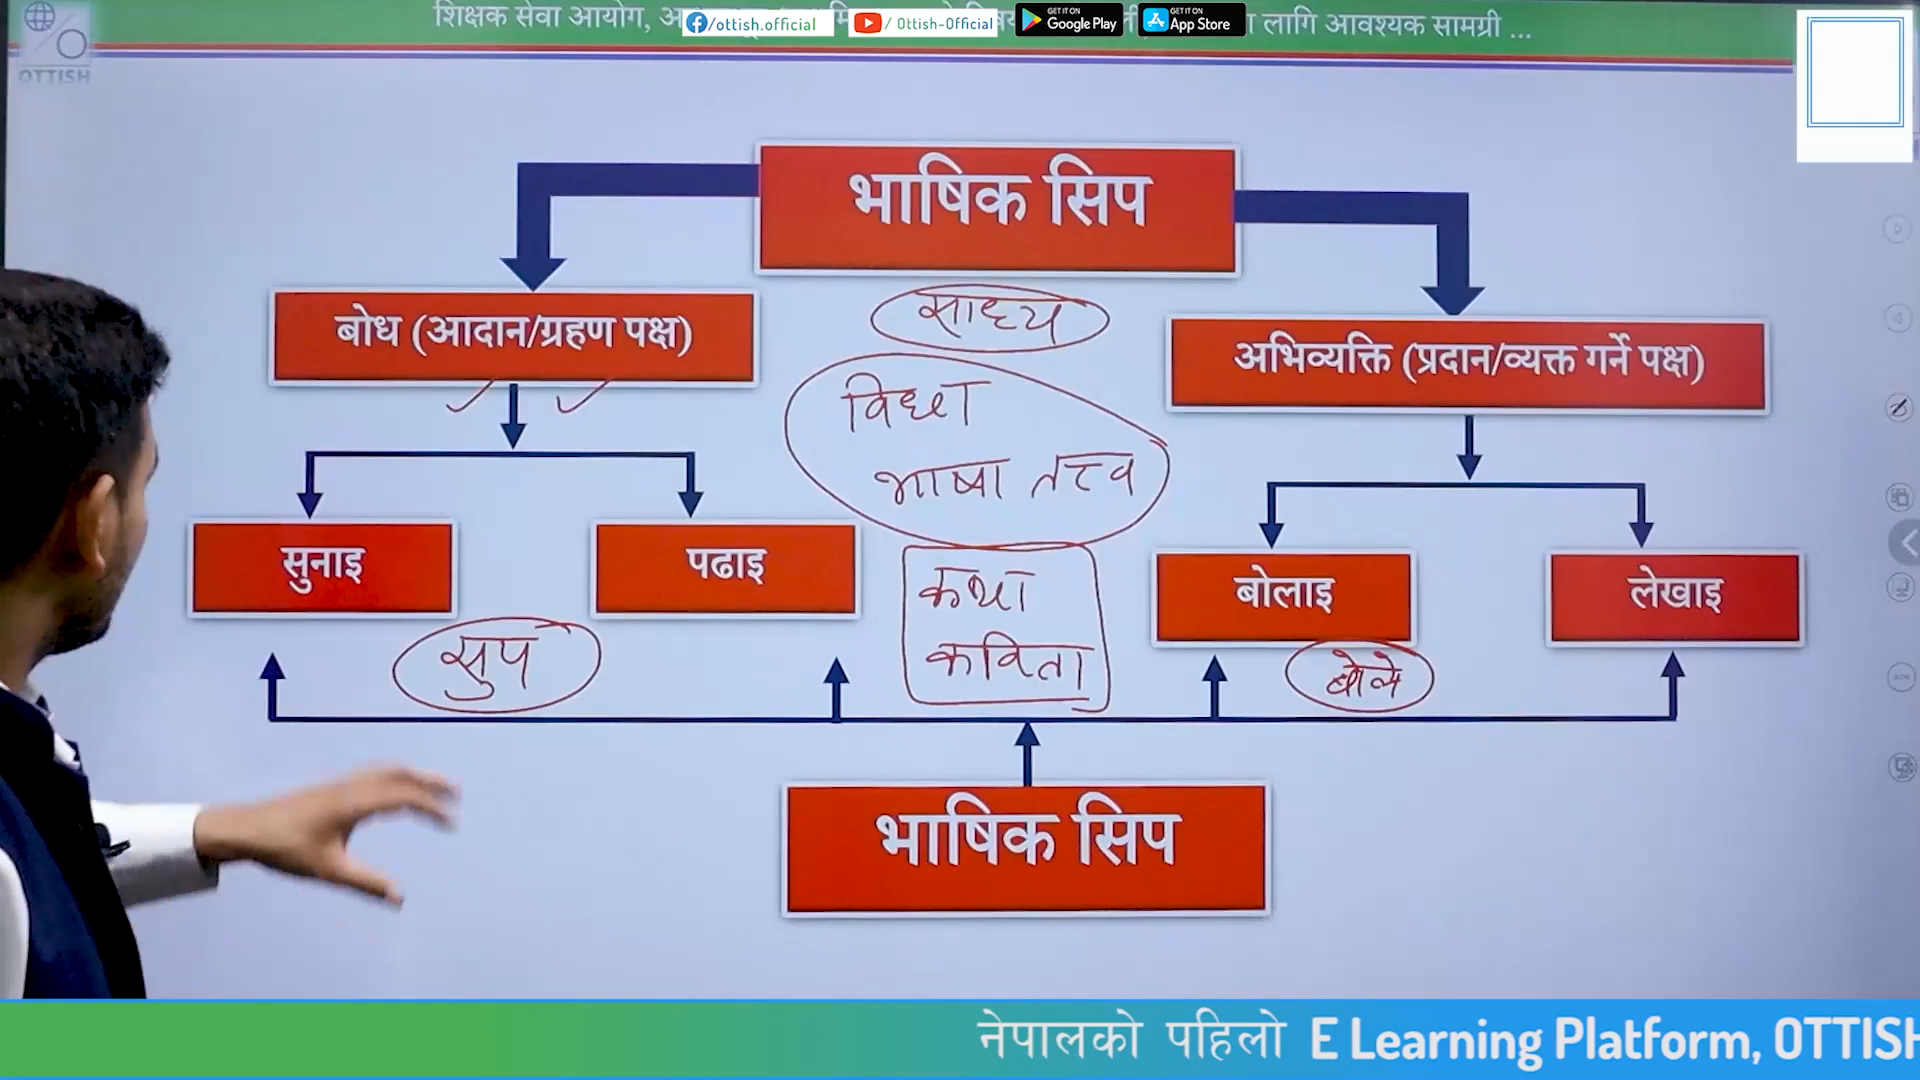 शिक्षक सेवा आयोग,
/ottish.official
/ Ottish-Official
GET IT ON
Google Play
GET IT ON
App Store
लागि आवश्यक सामग्री ...
OTTISH
भाषिक सिप
बोध (आदान/ग्रहण पक्ष)
साध्य
अभिव्यक्ति (प्रदान/व्यक्त गर्ने पक्ष)
विधा
भाषा तत्त्व
सुनाइ
पढाइ
कथा
कविता
बोलाइ
लेखाइ
सुप
बोले
भाषिक सिप
नेपालको पहिलो E Learning Platform, OTTISH